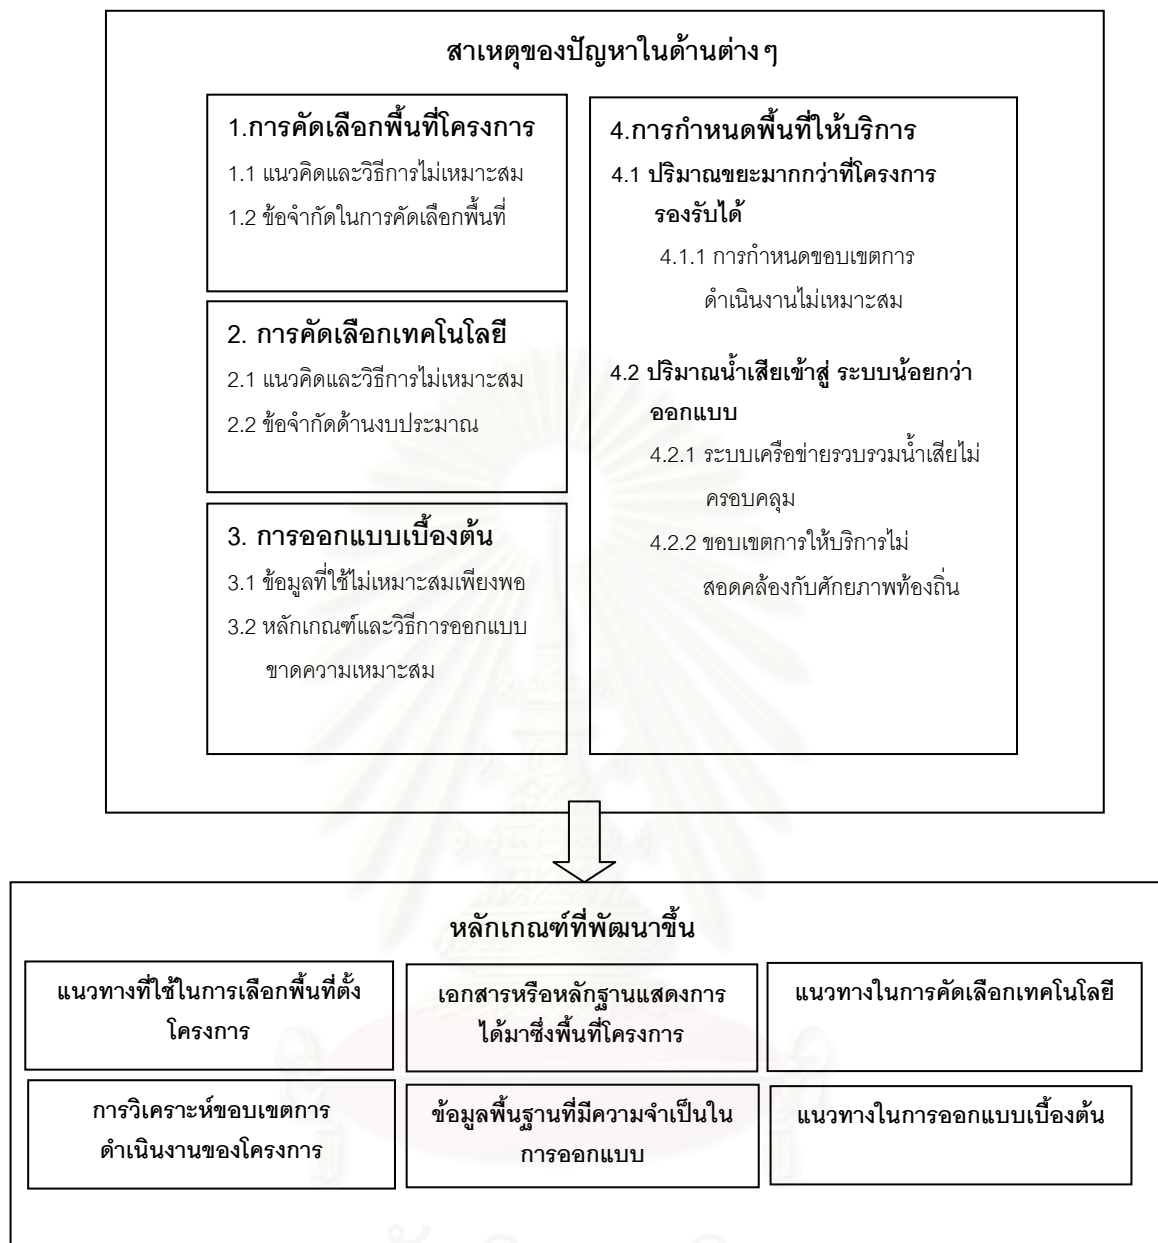 สาเหตุของปัญหาในด้านต่างๆ
1.การคัดเลือกพื้นที่โครงการ
1.1 แนวคิดและวิธีการไม่เหมาะสม
1.2 ข้อจำกัดในการคัดเลือกพื้นที่
2. การคัดเลือกเทคโนโลยี
2.1 แนวคิดและวิธีการไม่เหมาะสม
2.2 ข้อจำกัดด้านงบประมาณ
3. การออกแบบเบื้องต้น
3.1 ข้อมูลที่ใช้ไม่เหมาะสมเพียงพอ
3.2 หลักเกณฑ์และวิธีการออกแบบ
ขาดความเหมาะสม
4.การกำหนดพื้นที่ให้บริการ
4.1 ปริมาณขยะมากกว่าที่โครงการ
รองรับได้
4.1.1 การกำหนดขอบเขตการ
ดำเนินงานไม่เหมาะสม
4.2 ปริมาณน้ำเสียเข้าสู่ ระบบน้อยกว่า
ออกแบบ
4.2.1 ระบบเครือข่ายรวบรวมน้ำเสียไม่
ครอบคลุม
4.2.2 ขอบเขตการให้บริการไม่
สอดคล้องกับศักยภาพท้องถิ่น
หลักเกณฑ์ที่พัฒนาขึ้น
แนวทางที่ใช้ในการเลือกพื้นที่ตั้ง
โครงการ
เอกสารหรือหลักฐานแสดงการ
ได้มาซึ่งพื้นที่โครงการ
แนวทางในการคัดเลือกเทคโนโลยี
การวิเคราะห์ขอบเขตการ
ดำเนินงานของโครงการ
ข้อมูลพื้นฐานที่มีความจำเป็นใน
การออกแบบ
แนวทางในการออกแบบเบื้องต้น